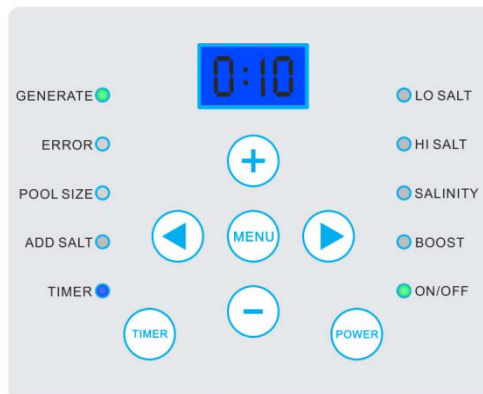 0:10
GENERATE
LO SALT
ERROR
HI SALT
POOL SIZE
SALINITY
ADD SALT
MENU
BOOST
TIMER
ON/OFF
TIMER
POWER